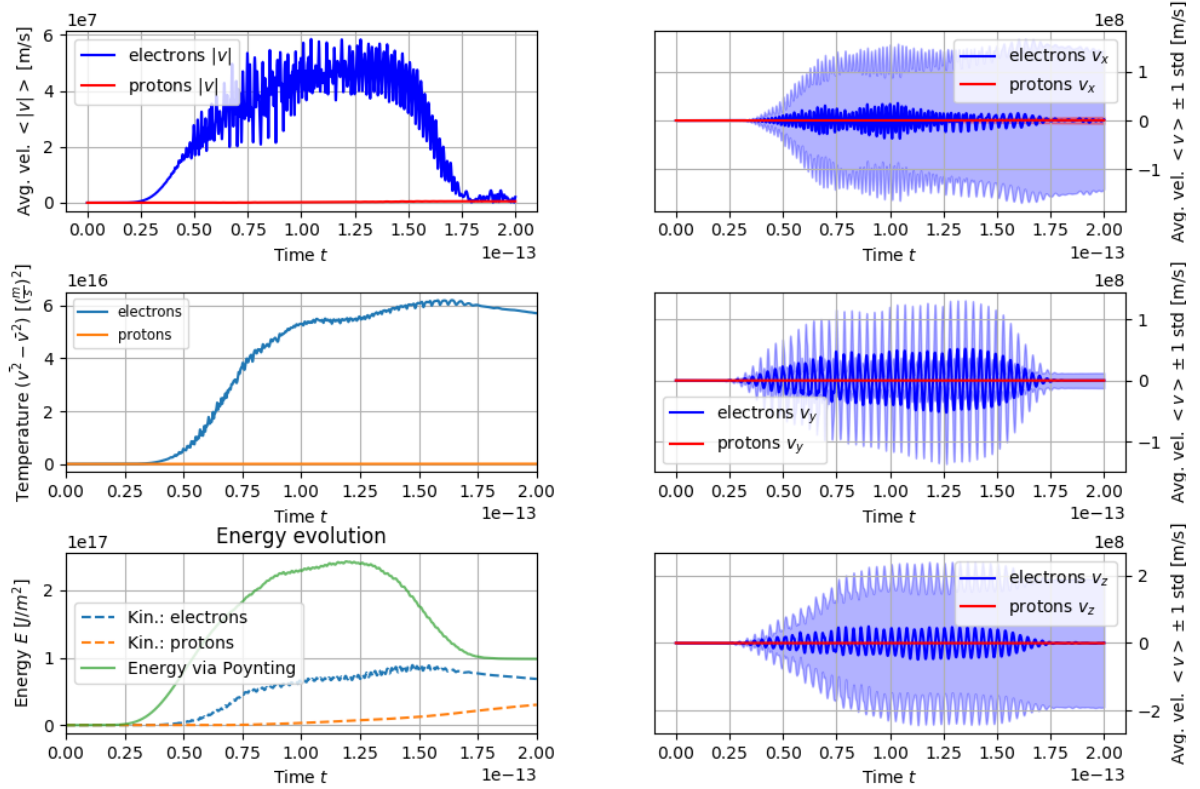 1e7
Avg. vel. < |v| > [m/s]
6
4
2
0
electrons |v|
protons |v|
0.00 0.25 0.50 0.75 1.00 1.25 1.50 1.75 2.00
Time t
1e−13
1e8
electrons vₓ
protons vₓ
1
0
−1
Avg. vel. < v > ± 1 std [m/s]
0.00 0.25 0.50 0.75 1.00 1.25 1.50 1.75 2.00
Time t
1e−13
1e16
Temperature (v̄² − v̄²) [(m/s)²]
6
4
2
0
electrons
protons
0.00 0.25 0.50 0.75 1.00 1.25 1.50 1.75 2.00
Time t
1e−13
1e8
electrons v_y
protons v_y
1
0
−1
Avg. vel. < v > ± 1 std [m/s]
0.00 0.25 0.50 0.75 1.00 1.25 1.50 1.75 2.00
Time t
1e−13
Energy evolution
1e17
Energy E [J/m²]
2
1
0
Kin.: electrons
Kin.: protons
Energy via Poynting
0.00 0.25 0.50 0.75 1.00 1.25 1.50 1.75 2.00
Time t
1e−13
1e8
electrons v_z
protons v_z
2
0
−2
Avg. vel. < v > ± 1 std [m/s]
0.00 0.25 0.50 0.75 1.00 1.25 1.50 1.75 2.00
Time t
1e−13